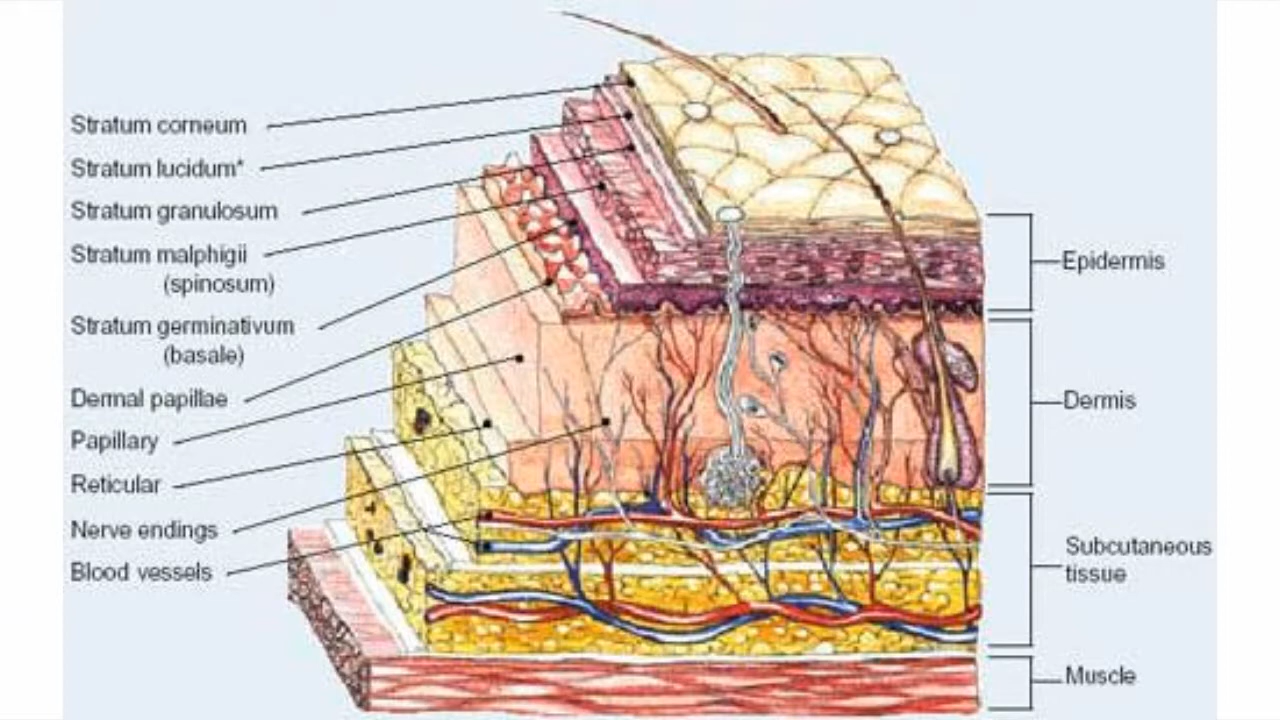 Stratum corneum
Stratum lucidum*
Stratum granulosum
Stratum malphigii
(spinosum)
Stratum germinativum
(basale)
Dermal papillae
Papillary
Reticular
Nerve endings
Blood vessels
Epidermis
Dermis
Subcutaneous
tissue
Muscle